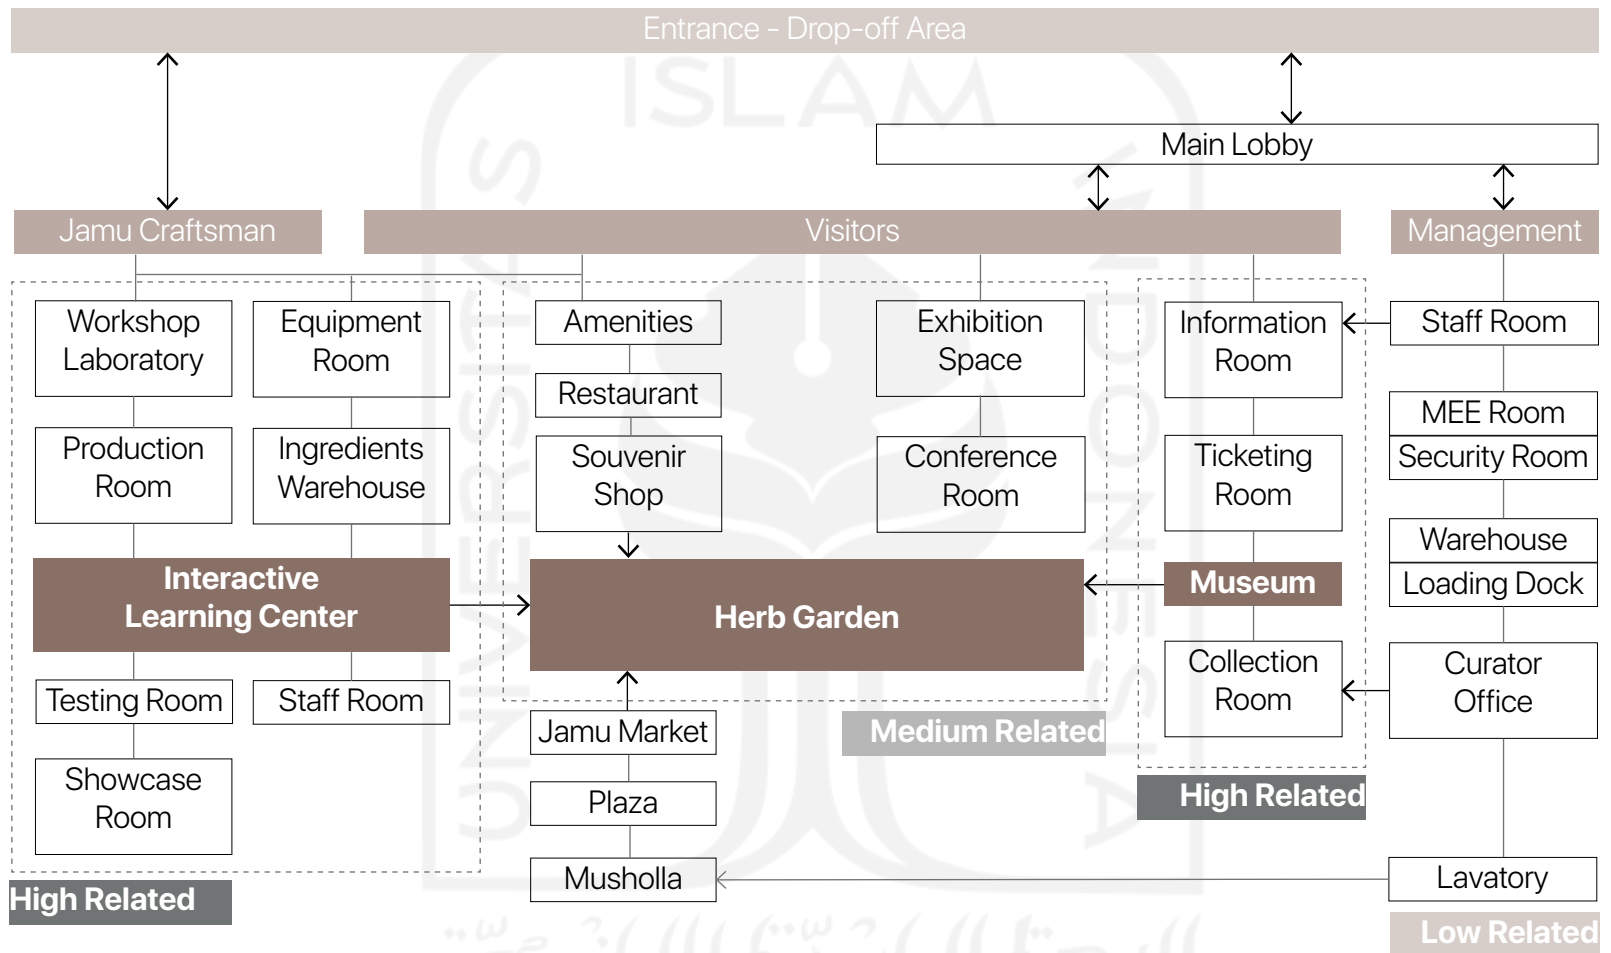 Entrance - Drop-off Area
ISLAM
UNIVERSITAS
INDONESIA
Main Lobby
Jamu Craftsman
Visitors
Management
Workshop
Laboratory
Equipment
Room
Amenities
Exhibition
Space
Information
Room
Staff Room
Restaurant
MEE Room
Production
Room
Ingredients
Warehouse
Souvenir
Shop
Conference
Room
Ticketing
Room
Security Room
Warehouse
Loading Dock
Interactive
Learning Center
Herb Garden
Museum
Collection
Room
Curator
Office
Testing Room
Staff Room
Jamu Market
Medium Related
Showcase
Room
Plaza
High Related
Musholla
Lavatory
High Related
Low Related